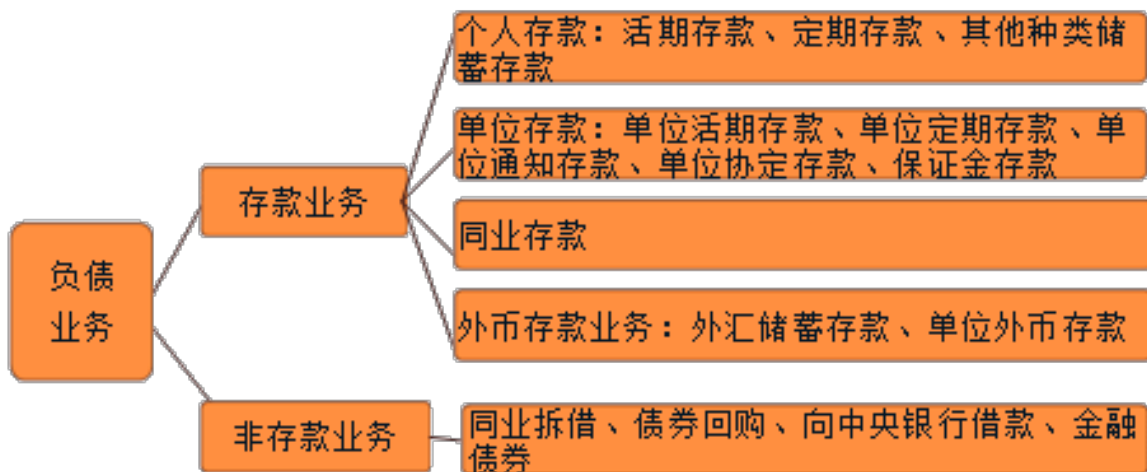 个人存款：活期存款、定期存款、其他种类储
蓄存款
单位存款：单位活期存款、单位定期存款、单
位通知存款、单位协定存款、保证金存款
存款业务
同业存款
负债
业务
外币存款业务：外汇储蓄存款、单位外币存款
非存款业务
同业拆借、债券回购、向中央银行借款、金融
债券